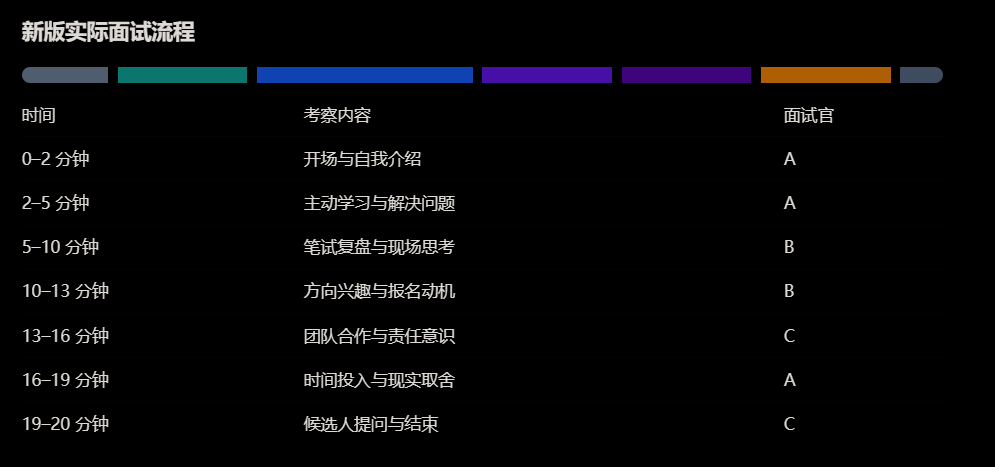 新版实际面试流程
时间 考察内容 面试官
0–2 分钟 开场与自我介绍 A
2–5 分钟 主动学习与解决问题 A
5–10 分钟 笔试复盘与现场思考 B
10–13 分钟 方向兴趣与报名动机 B
13–16 分钟 团队合作与责任意识 C
16–19 分钟 时间投入与现实取舍 A
19–20 分钟 候选人提问与结束 C